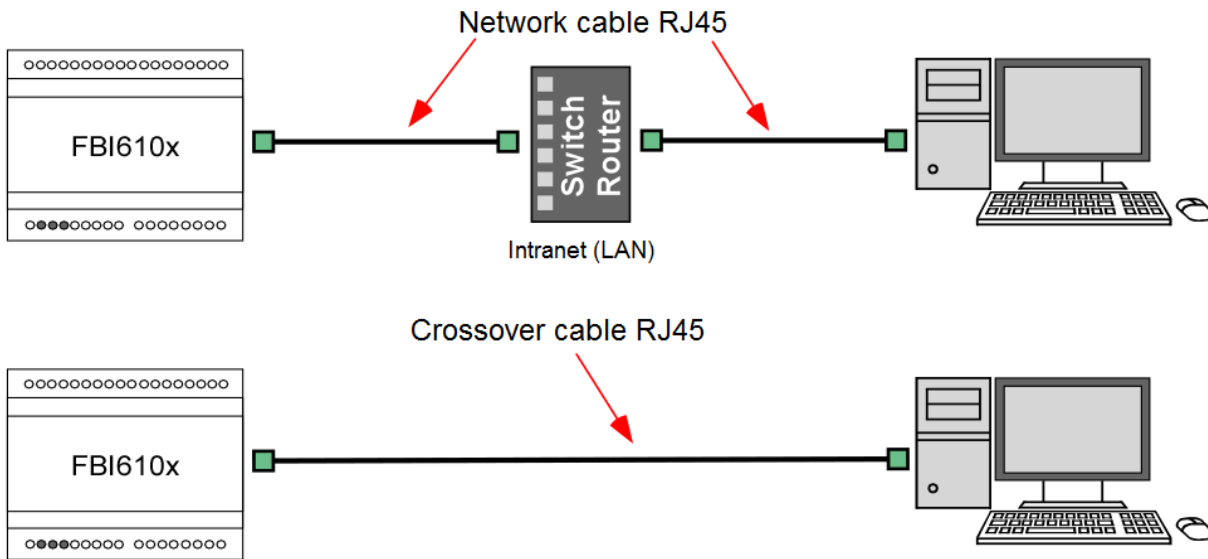 Network cable RJ45
FBI610x
Switch
Router
Intranet (LAN)
Crossover cable RJ45
FBI610x